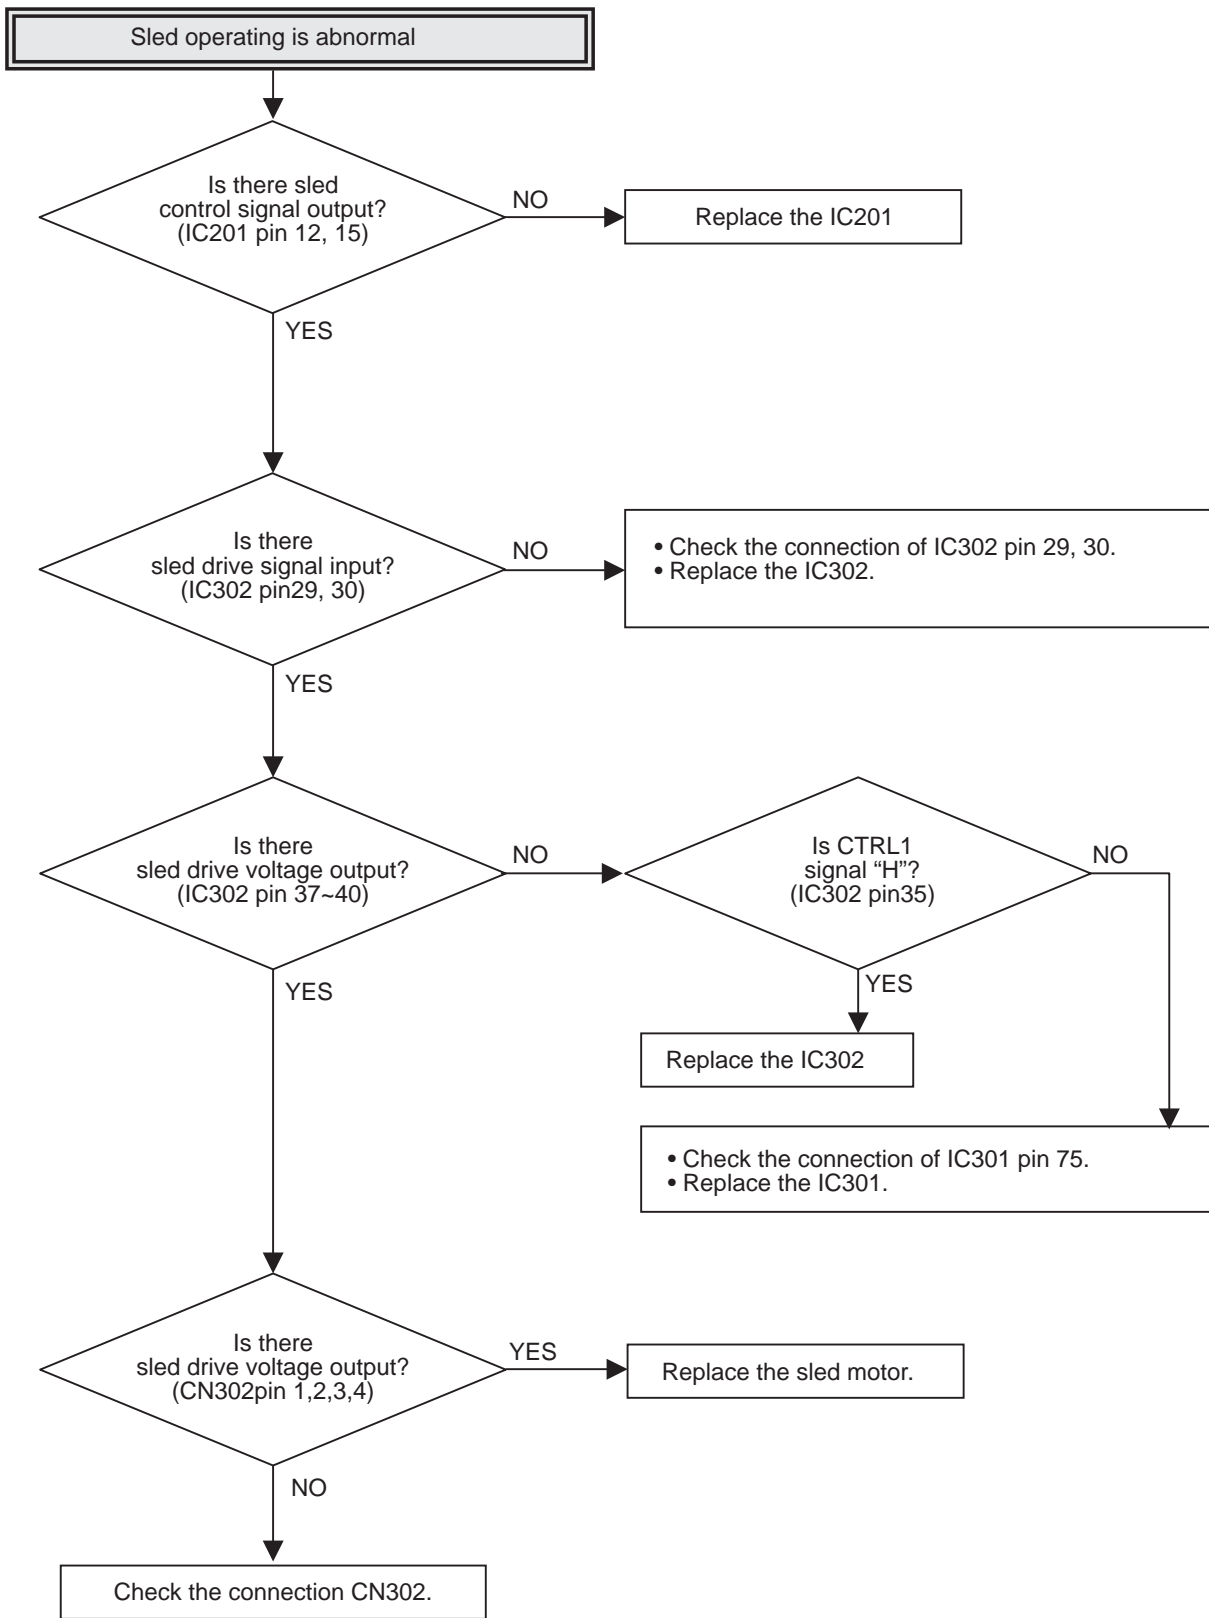 Sled operating is abnormal
Is there sled
control signal output?
(IC201 pin 12, 15)
NO
Replace the IC201
YES
Is there
sled drive signal input?
(IC302 pin29, 30)
NO
• Check the connection of IC302 pin 29, 30.
• Replace the IC302.
YES
Is there
sled drive voltage output?
(IC302 pin 37~40)
NO
Is CTRL1
signal “H”?
(IC302 pin35)
NO
YES
YES
Replace the IC302
• Check the connection of IC301 pin 75.
• Replace the IC301.
Is there
sled drive voltage output?
(CN302pin 1,2,3,4)
YES
Replace the sled motor.
NO
Check the connection CN302.